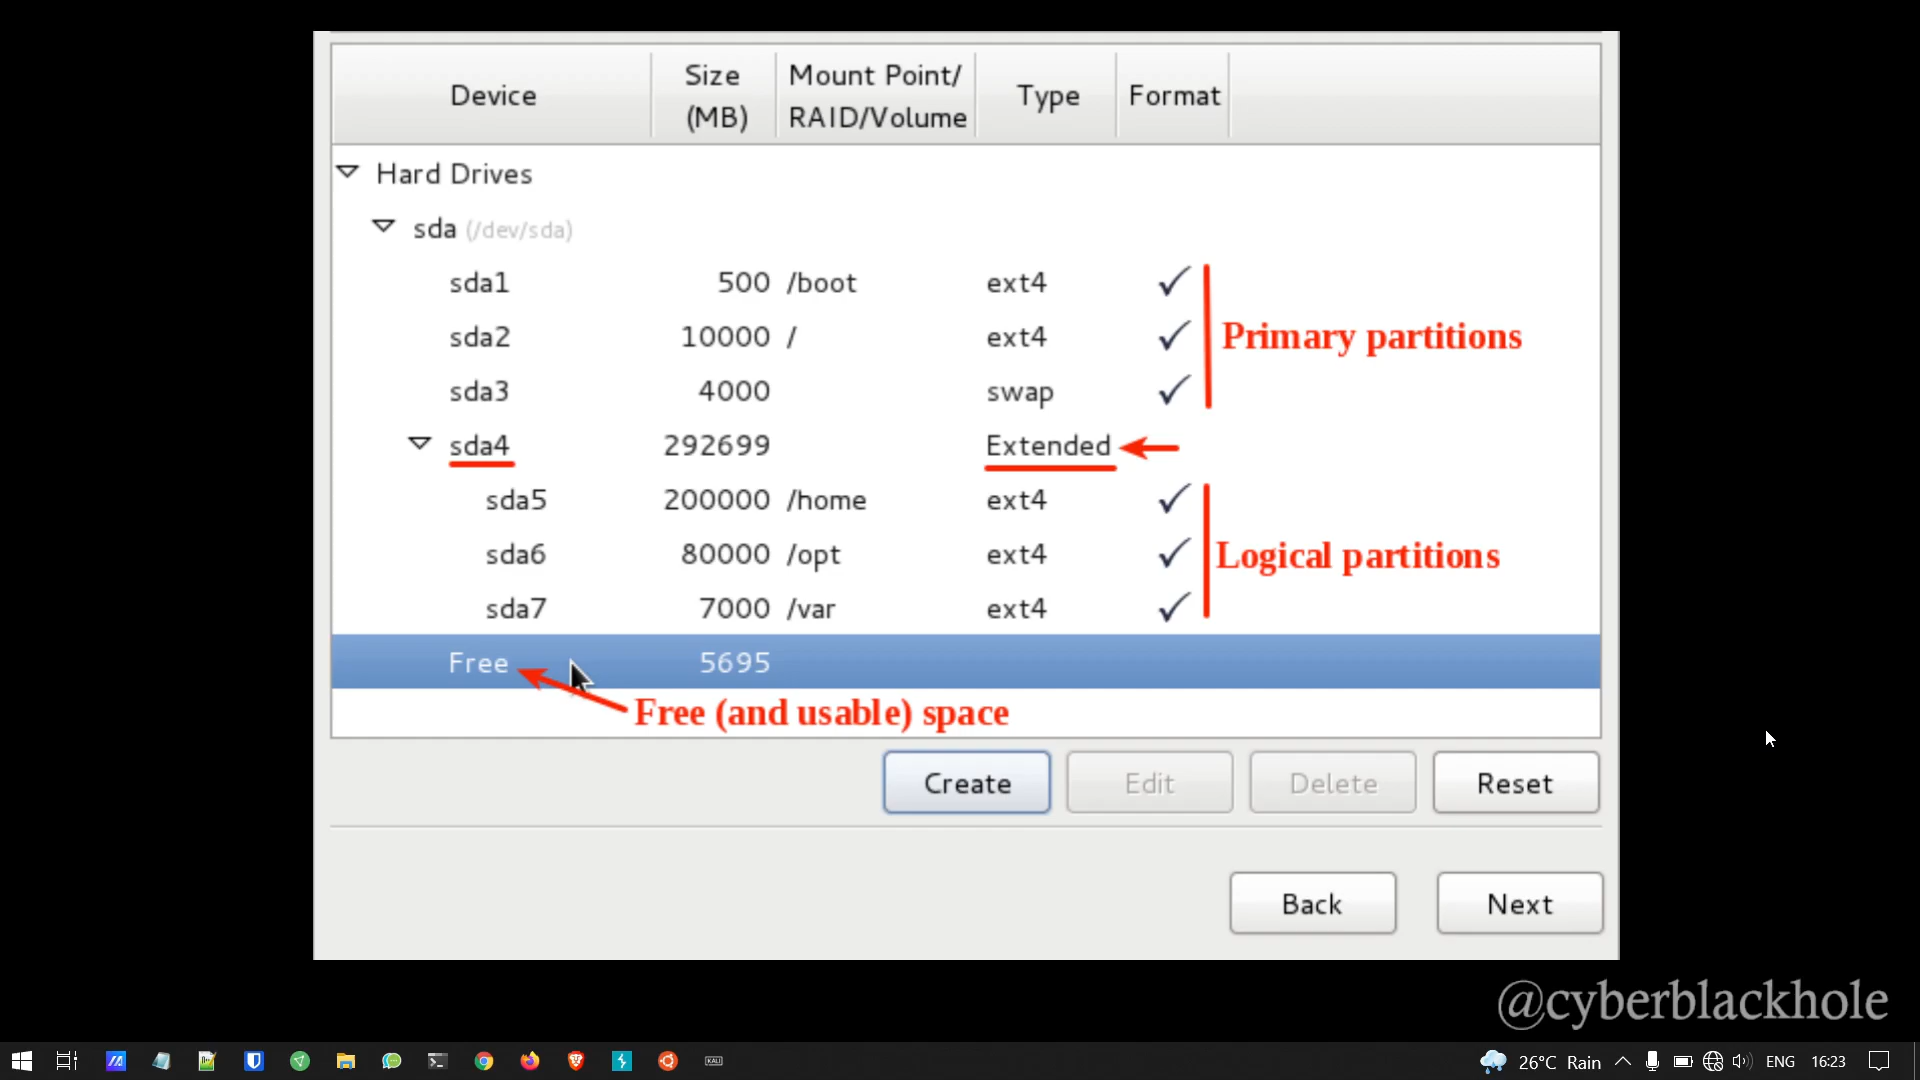 Device Size (MB) Mount Point/ RAID/Volume Type Format
Hard Drives
sda (/dev/sda)
sda1 500 /boot ext4
sda2 10000 / ext4 Primary partitions
sda3 4000 swap
sda4 292699 Extended
sda5 200000 /home ext4
sda6 80000 /opt ext4 Logical partitions
sda7 7000 /var ext4
Free 5695
Free (and usable) space
Create Edit Delete Reset
Back Next
@cyberblackhole
KALI 26°C Rain ENG 16:23